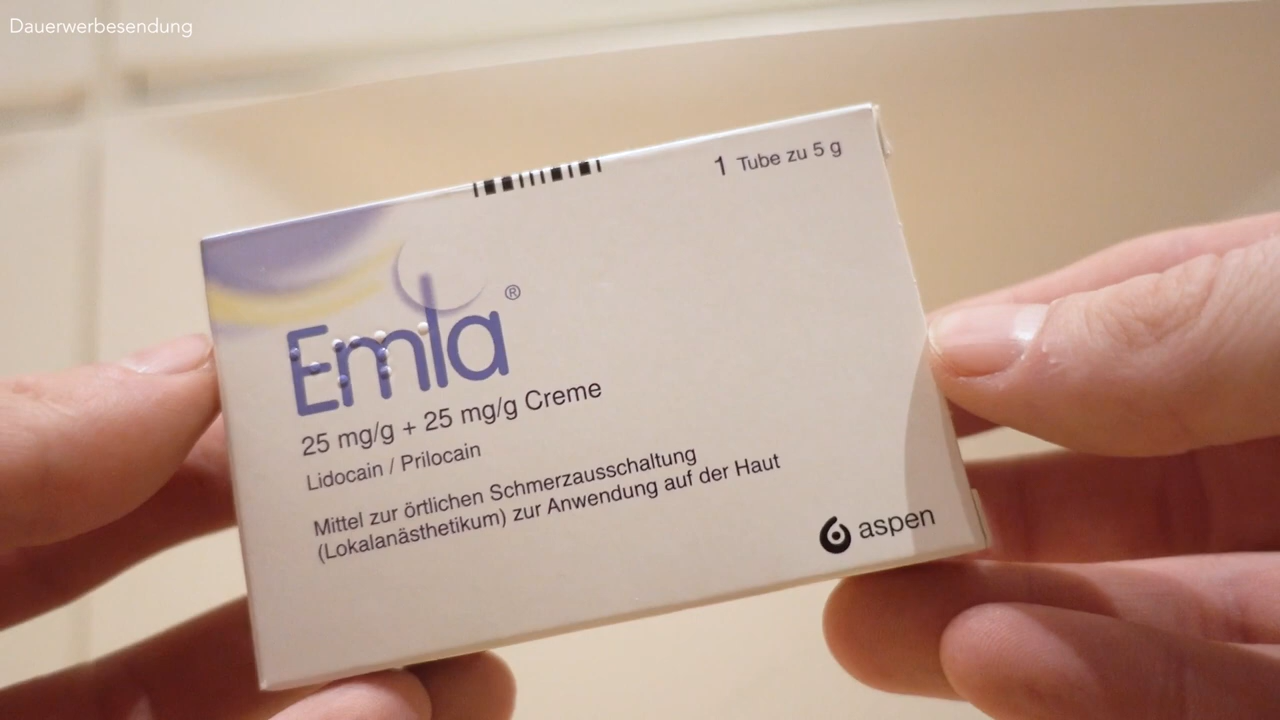 Dauerwerbesendung
1 Tube zu 5 g
Emla®
25 mg/g + 25 mg/g Creme
Lidocain / Prilocain
Mittel zur örtlichen Schmerzausschaltung
(Lokalanästhetikum) zur Anwendung auf der Haut
aspen